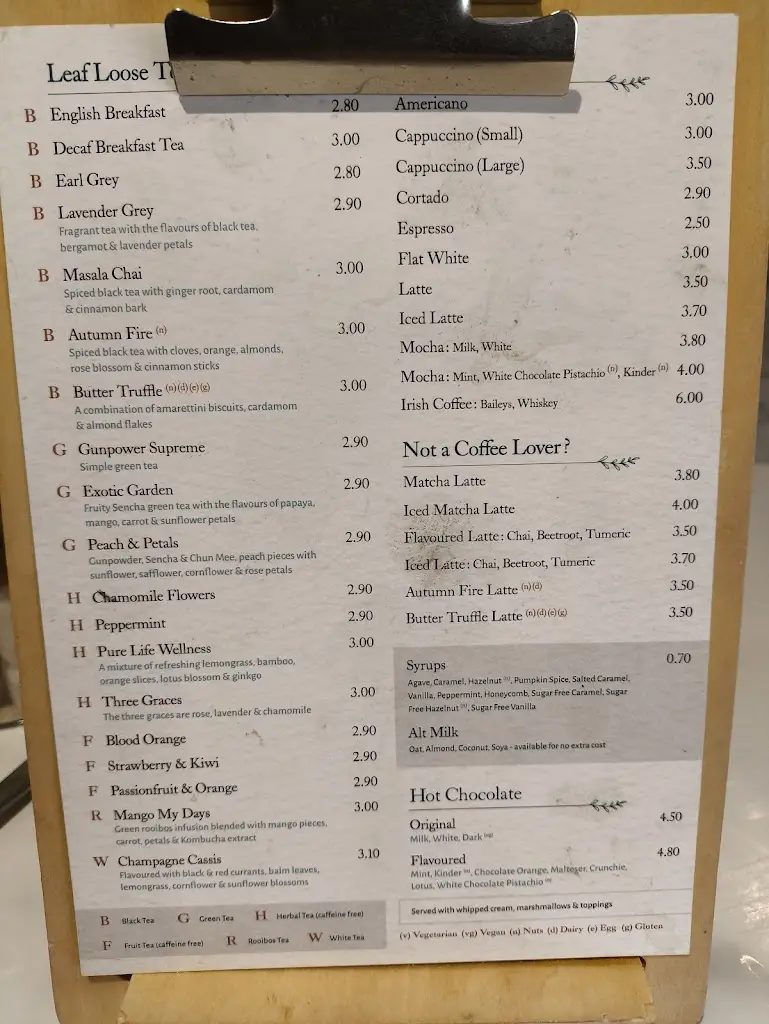 Leaf Loose
B English Breakfast 2.80
B Decaf Breakfast Tea 3.00
B Earl Grey 2.80
B Lavender Grey 2.90
Fragrant tea with the flavours of black tea,
bergamot & lavender petals
B Masala Chai 3.00
Spiced black tea with ginger root, cardamom
& cinnamon bark
B Autumn Fire (n) 3.00
Spiced black tea with cloves, orange, almonds,
rose blossom & cinnamon sticks
B Butter Truffle (n)(d)(e)(g) 3.00
A combination of amarettini biscuits, cardamom
& almond flakes
G Gunpower Supreme 2.90
Simple green tea
G Exotic Garden 2.90
Fruity Sencha green tea with the flavours of papaya,
mango, carrot & sunflower petals
G Peach & Petals 2.90
Gunpowder, Sencha & Chun Mee, peach pieces with
sunflower, safflower, cornflower & rose petals
H Chamomile Flowers 2.90
H Peppermint 2.90
H Pure Life Wellness 3.00
A mixture of refreshing lemongrass, bamboo,
orange slices, lotus blossom & ginkgo
H Three Graces 3.00
The three graces are rose, lavender & chamomile
F Blood Orange 2.90
F Strawberry & Kiwi 2.90
F Passionfruit & Orange 2.90
R Mango My Days 3.00
Green rooibos infusion blended with mango pieces,
carrot, petals & Kombucha extract
W Champagne Cassis 3.10
Flavoured with black & red currants, balm leaves,
lemongrass, cornflower & sunflower blossoms
B Black Tea G Green Tea H Herbal Tea (caffeine free)
F Fruit Tea (caffeine free) R Rooibos Tea W White Tea
Americano 3.00
Cappuccino (Small) 3.00
Cappuccino (Large) 3.50
Cortado 2.90
Espresso 2.50
Flat White 3.00
Latte 3.50
Iced Latte 3.70
Mocha: Milk, White 3.80
Mocha: Mint, White Chocolate Pistachio (n), Kinder (n) 4.00
Irish Coffee: Baileys, Whiskey 6.00
Not a Coffee Lover?
Matcha Latte 3.80
Iced Matcha Latte 4.00
Flavoured Latte: Chai, Beetroot, Tumeric 3.50
Iced Latte: Chai, Beetroot, Tumeric 3.70
Autumn Fire Latte (n)(d) 3.50
Butter Truffle Latte (n)(d)(e)(g) 3.50
Syrups 0.70
Agave, Caramel, Hazelnut (n), Pumpkin Spice, Salted Caramel,
Vanilla, Peppermint, Honeycomb, Sugar Free Caramel, Sugar
Free Hazelnut (n), Sugar Free Vanilla
Alt Milk
Oat, Almond, Coconut, Soya - available for no extra cost
Hot Chocolate
Original 4.50
Milk, White, Dark (vg)
Flavoured 4.80
Mint, Kinder (n), Chocolate Orange, Malteser, Crunchie,
Lotus, White Chocolate Pistachio (n)
Served with whipped cream, marshmallows & toppings
(v) Vegetarian (vg) Vegan (n) Nuts (d) Dairy (e) Egg (g) Gluten